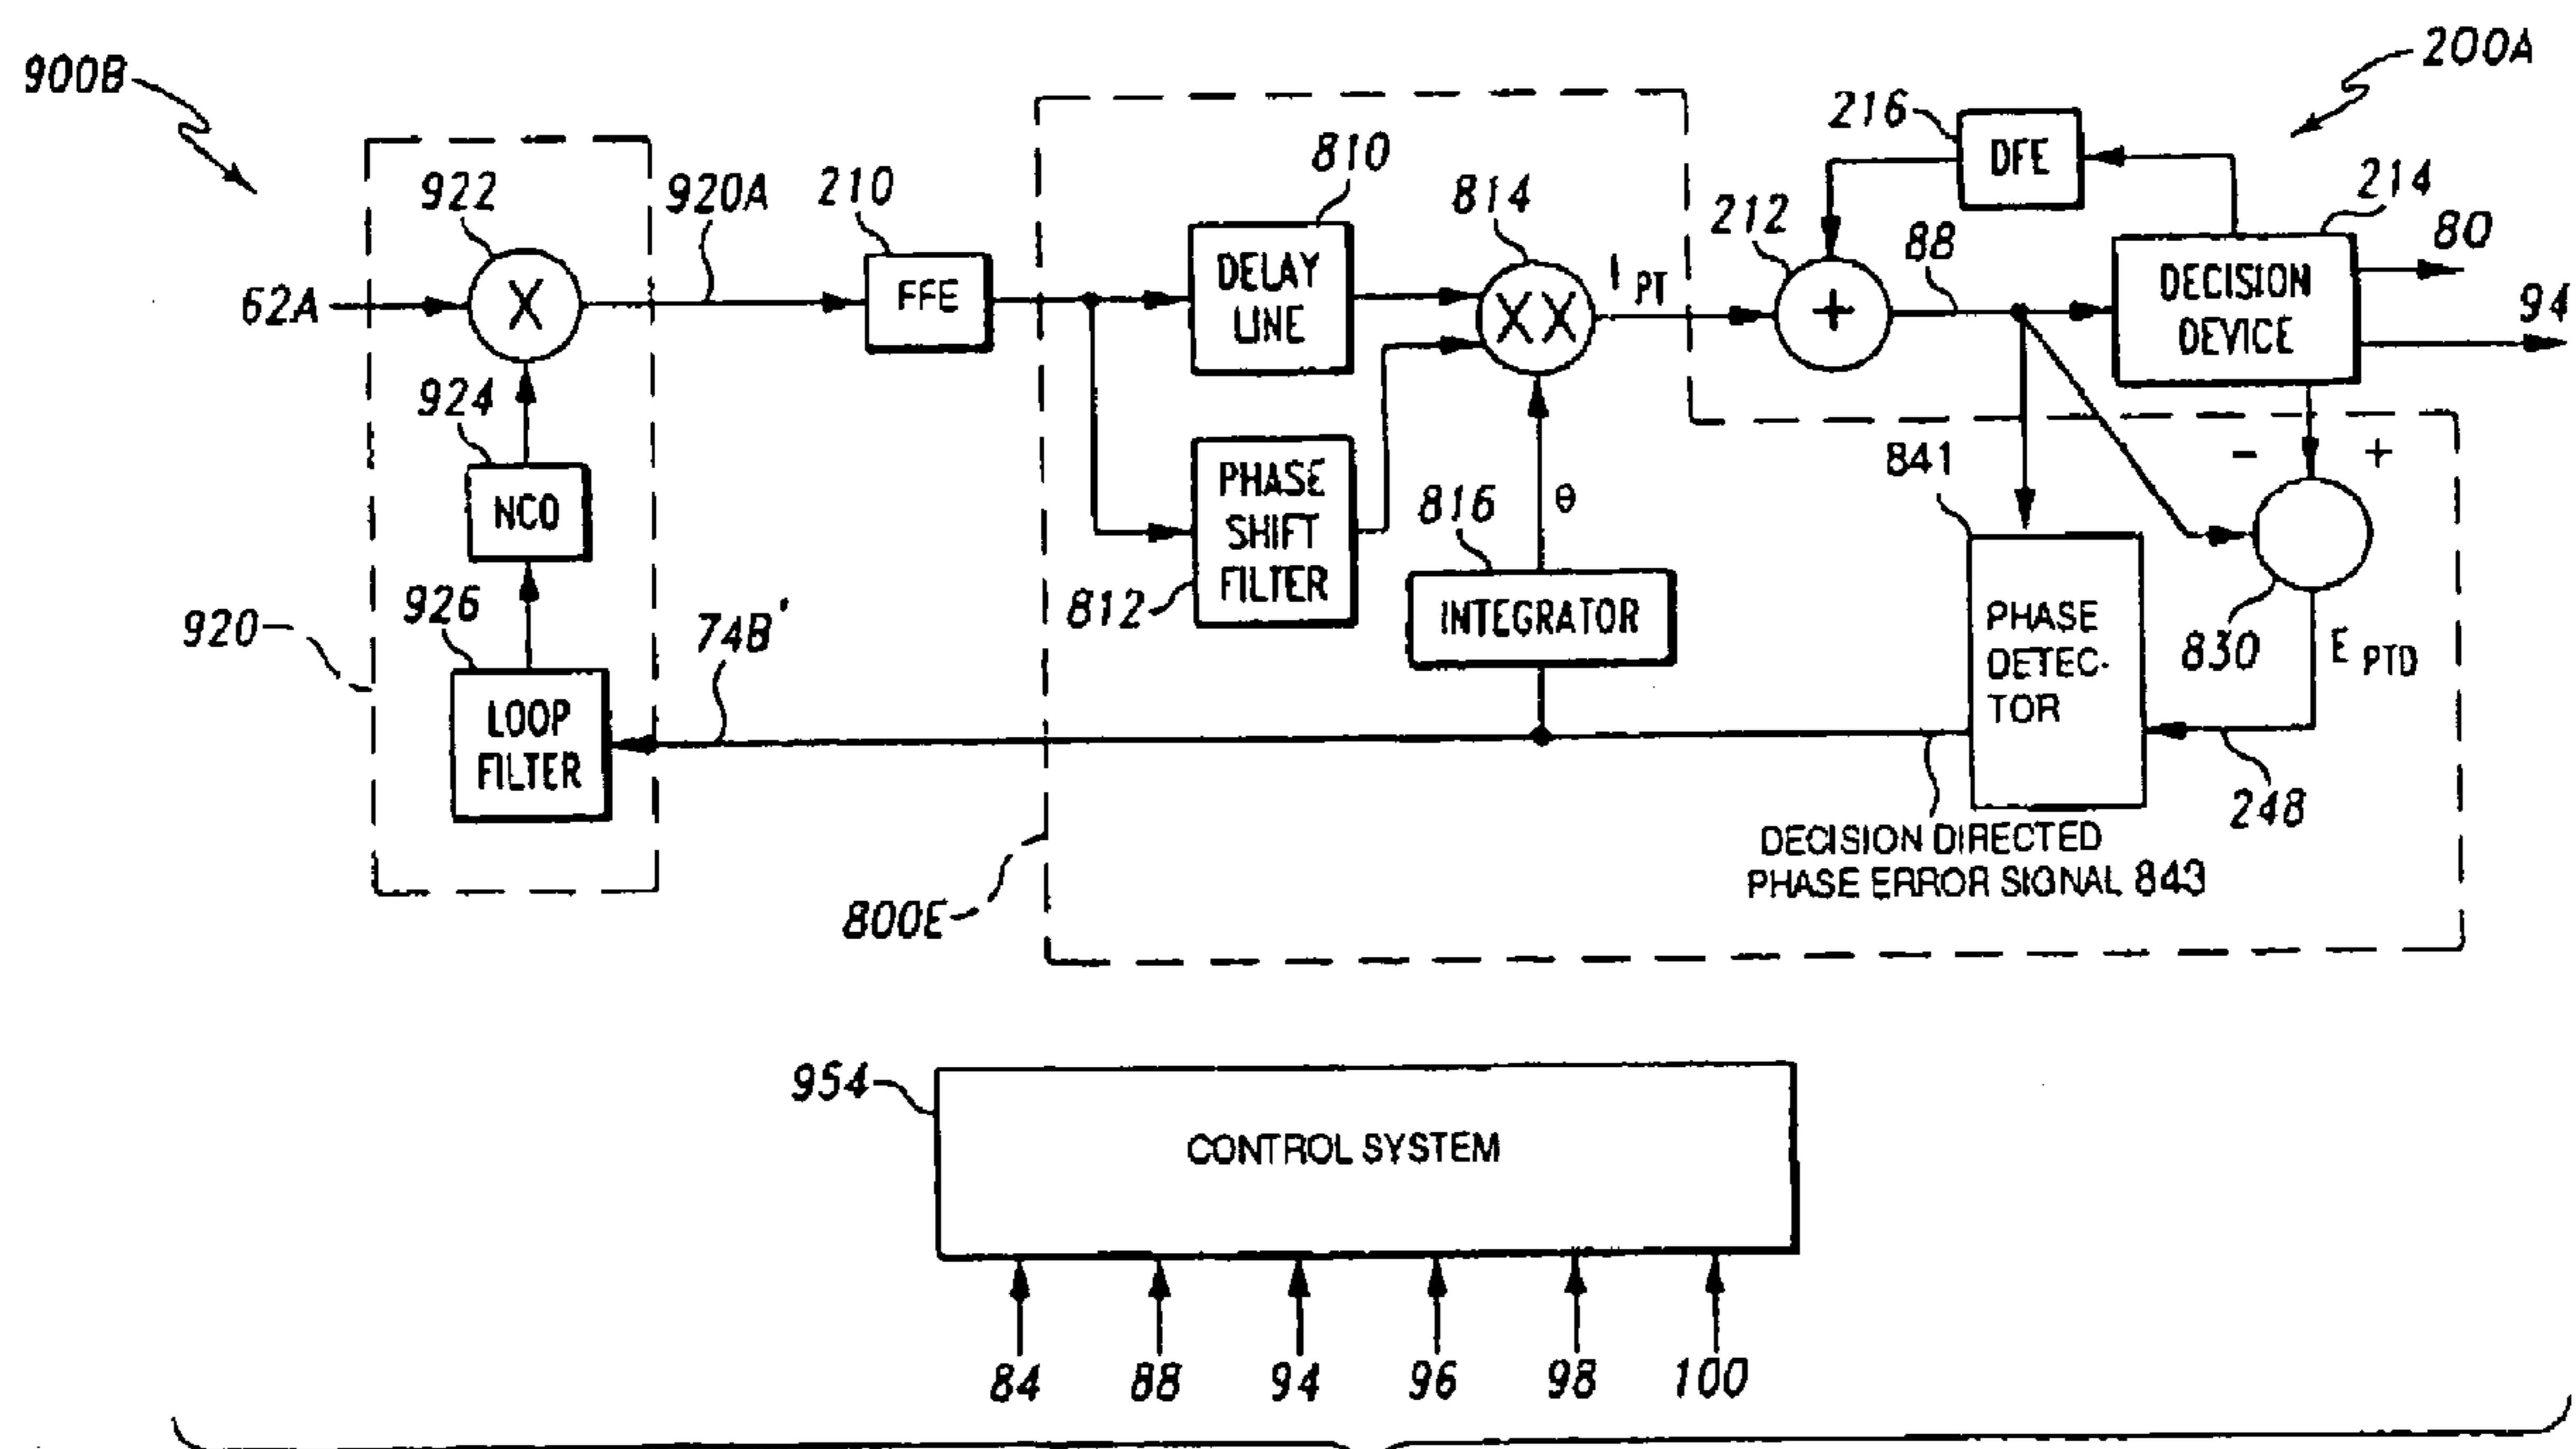 900B
200A
922
920A
210
810
814
216
DFE
214
212
88
80
94
62A
X
FFE
DELAY
LINE
XX
I PT
+
DECISION
DEVICE
924
NCO
PHASE
SHIFT
FILTER
812
816
θ
INTEGRATOR
841
PHASE
DETEC-
TOR
-
+
830
E PTD
920
926
LOOP
FILTER
74B'
248
DECISION DIRECTED
PHASE ERROR SIGNAL 843
800E
954
CONTROL SYSTEM
84
88
94
96
98
100